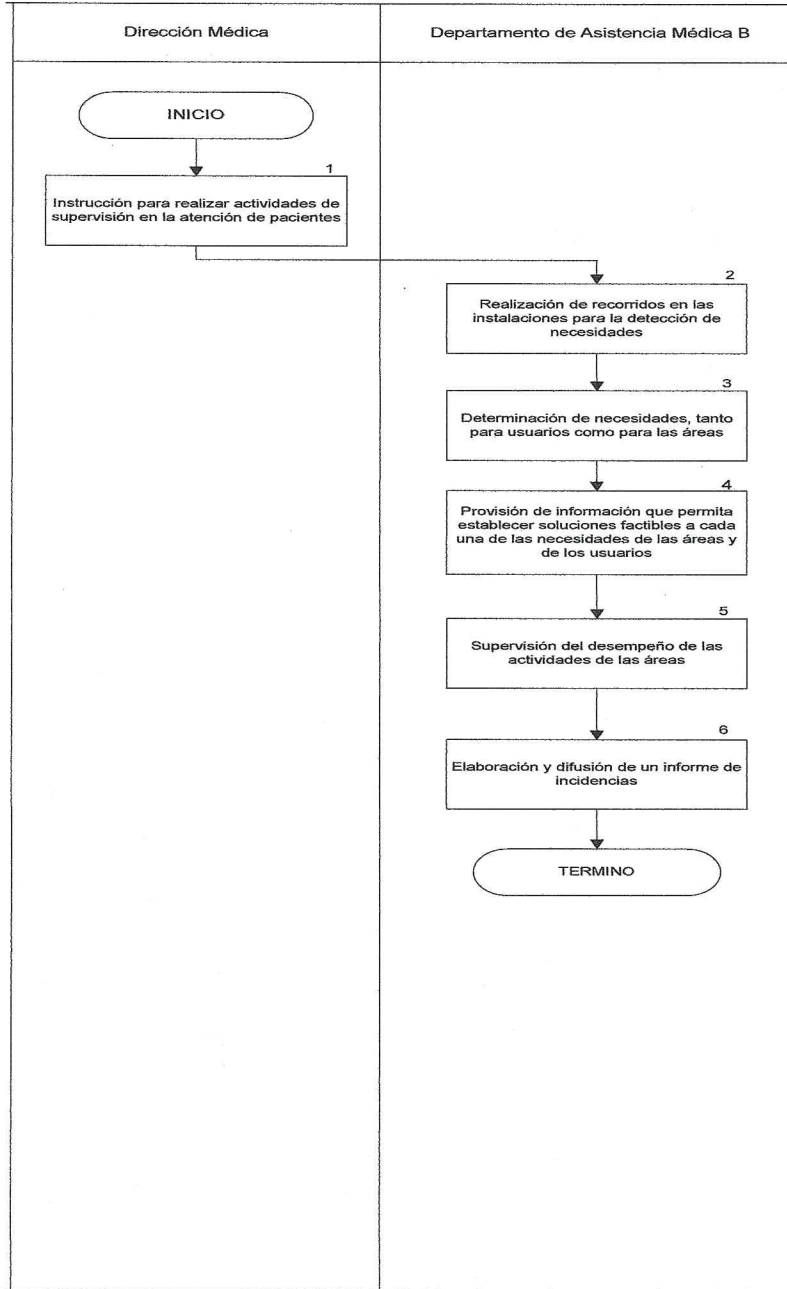 Dirección Médica
Departamento de Asistencia Médica B
INICIO
1
Instrucción para realizar actividades de
supervisión en la atención de pacientes
2
Realización de recorridos en las
instalaciones para la detección de
necesidades
3
Determinación de necesidades, tanto
para usuarios como para las áreas
4
Provisión de información que permita
establecer soluciones factibles a cada
una de las necesidades de las áreas y
de los usuarios
5
Supervisión del desempeño de las
actividades de las áreas
6
Elaboración y difusión de un informe de
incidencias
TERMINO